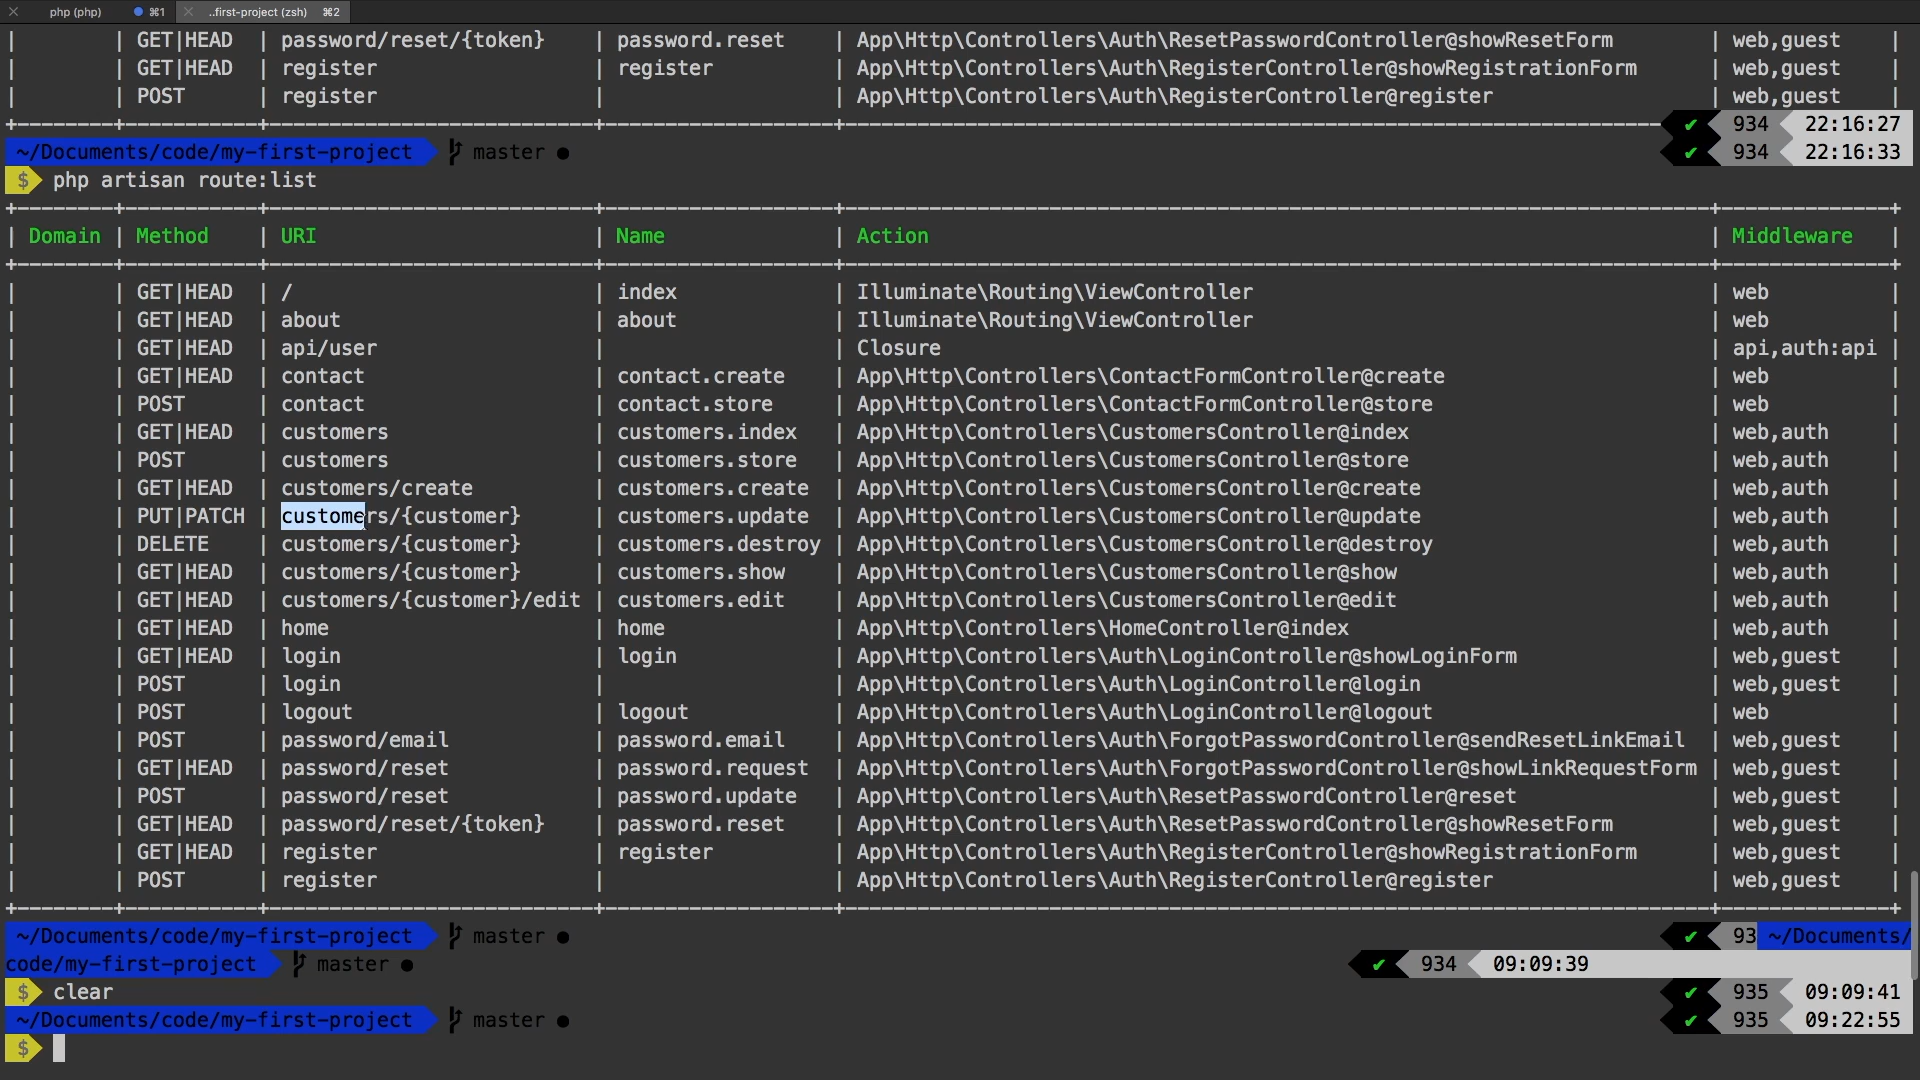 php (php) ⌘1 ..first-project (zsh) ⌘2
| | GET|HEAD | password/reset/{token} | password.reset | App\Http\Controllers\Auth\ResetPasswordController@showResetForm | web,guest |
| | GET|HEAD | register | register | App\Http\Controllers\Auth\RegisterController@showRegistrationForm | web,guest |
| | POST | register | | App\Http\Controllers\Auth\RegisterController@register | web,guest |
✔ 934 22:16:27
~/Documents/code/my-first-project master ● ✔ 934 22:16:33
$ php artisan route:list
| Domain | Method | URI | Name | Action | Middleware |
| | GET|HEAD | / | index | Illuminate\Routing\ViewController | web |
| | GET|HEAD | about | about | Illuminate\Routing\ViewController | web |
| | GET|HEAD | api/user | | Closure | api,auth:api |
| | GET|HEAD | contact | contact.create | App\Http\Controllers\ContactFormController@create | web |
| | POST | contact | contact.store | App\Http\Controllers\ContactFormController@store | web |
| | GET|HEAD | customers | customers.index | App\Http\Controllers\CustomersController@index | web,auth |
| | POST | customers | customers.store | App\Http\Controllers\CustomersController@store | web,auth |
| | GET|HEAD | customers/create | customers.create | App\Http\Controllers\CustomersController@create | web,auth |
| | PUT|PATCH | customers/{customer} | customers.update | App\Http\Controllers\CustomersController@update | web,auth |
| | DELETE | customers/{customer} | customers.destroy | App\Http\Controllers\CustomersController@destroy | web,auth |
| | GET|HEAD | customers/{customer} | customers.show | App\Http\Controllers\CustomersController@show | web,auth |
| | GET|HEAD | customers/{customer}/edit | customers.edit | App\Http\Controllers\CustomersController@edit | web,auth |
| | GET|HEAD | home | home | App\Http\Controllers\HomeController@index | web,auth |
| | GET|HEAD | login | login | App\Http\Controllers\Auth\LoginController@showLoginForm | web,guest |
| | POST | login | | App\Http\Controllers\Auth\LoginController@login | web,guest |
| | POST | logout | logout | App\Http\Controllers\Auth\LoginController@logout | web |
| | POST | password/email | password.email | App\Http\Controllers\Auth\ForgotPasswordController@sendResetLinkEmail | web,guest |
| | GET|HEAD | password/reset | password.request | App\Http\Controllers\Auth\ForgotPasswordController@showLinkRequestForm | web,guest |
| | POST | password/reset | password.update | App\Http\Controllers\Auth\ResetPasswordController@reset | web,guest |
| | GET|HEAD | password/reset/{token} | password.reset | App\Http\Controllers\Auth\ResetPasswordController@showResetForm | web,guest |
| | GET|HEAD | register | register | App\Http\Controllers\Auth\RegisterController@showRegistrationForm | web,guest |
| | POST | register | | App\Http\Controllers\Auth\RegisterController@register | web,guest |
~/Documents/code/my-first-project master ● ✔ 93 ~/Documents/
code/my-first-project master ● ✔ 934 09:09:39
$ clear ✔ 935 09:09:41
~/Documents/code/my-first-project master ● ✔ 935 09:22:55
$